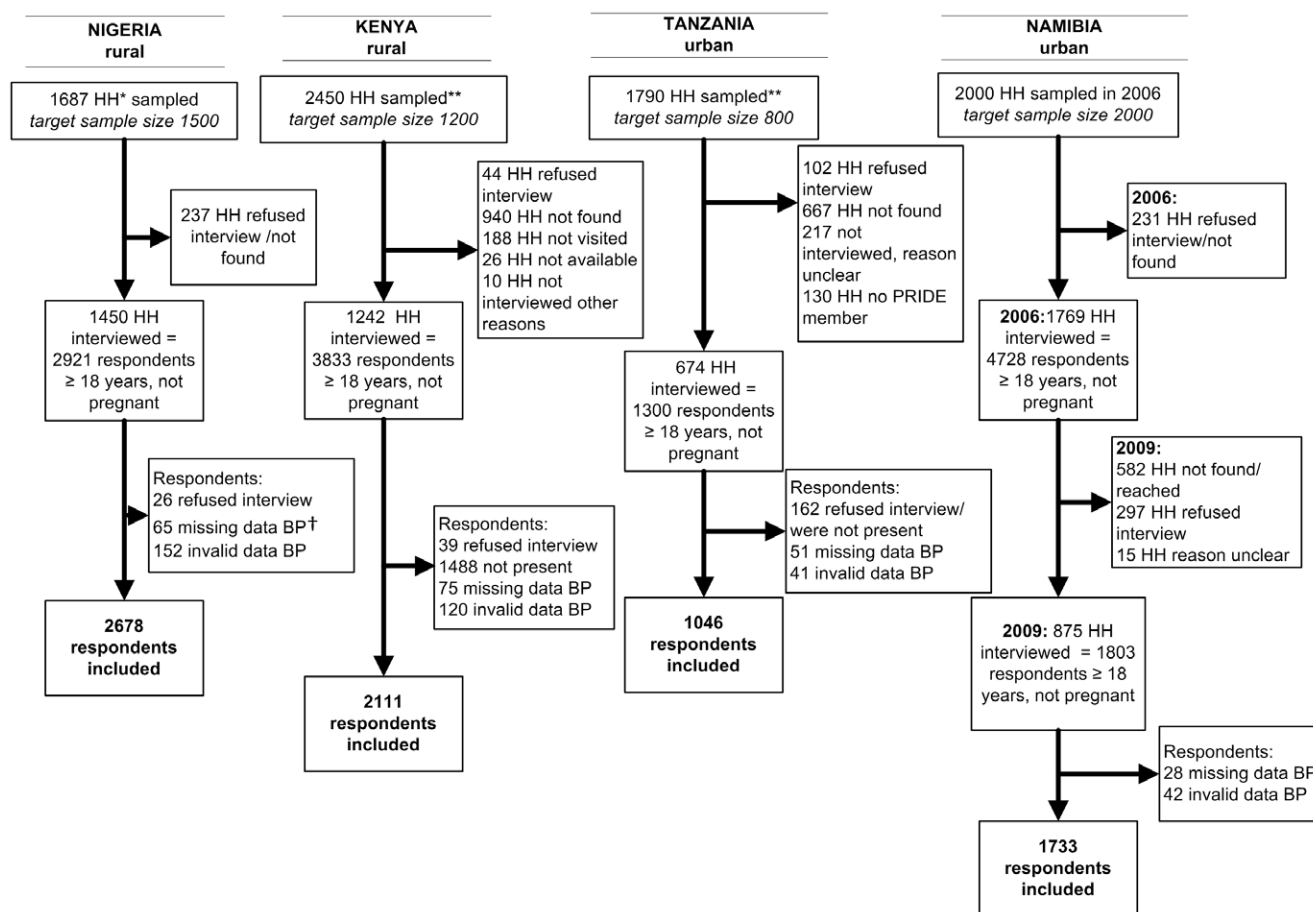 NIGERIA
rural
1687 HH* sampled
target sample size 1500
237 HH refused
interview /not
found
1450 HH
interviewed =
2921 respondents
≥ 18 years, not
pregnant
Respondents:
26 refused interview
65 missing data BP†
152 invalid data BP
2678
respondents
included
KENYA
rural
2450 HH sampled**
target sample size 1200
44 HH refused
interview
940 HH not found
188 HH not visited
26 HH not available
10 HH not
interviewed other
reasons
1242 HH
interviewed =
3833 respondents
≥ 18 years, not
pregnant
Respondents:
39 refused interview
1488 not present
75 missing data BP
120 invalid data BP
2111
respondents
included
TANZANIA
urban
1790 HH sampled**
target sample size 800
102 HH refused
interview
667 HH not found
217 not
interviewed, reason
unclear
130 HH no PRIDE
member
674 HH
interviewed =
1300 respondents
≥ 18 years, not
pregnant
Respondents:
162 refused interview/
were not present
51 missing data BP
41 invalid data BP
1046
respondents
included
NAMIBIA
urban
2000 HH sampled in 2006
target sample size 2000
2006:
231 HH refused
interview/not
found
2006:1769 HH
interviewed =
4728 respondents
≥ 18 years, not
pregnant
2009:
582 HH not found/
reached
297 HH refused
interview
15 HH reason unclear
2009: 875 HH
interviewed = 1803
respondents ≥ 18
years, not pregnant
Respondents:
28 missing data BP
42 invalid data BP
1733
respondents
included